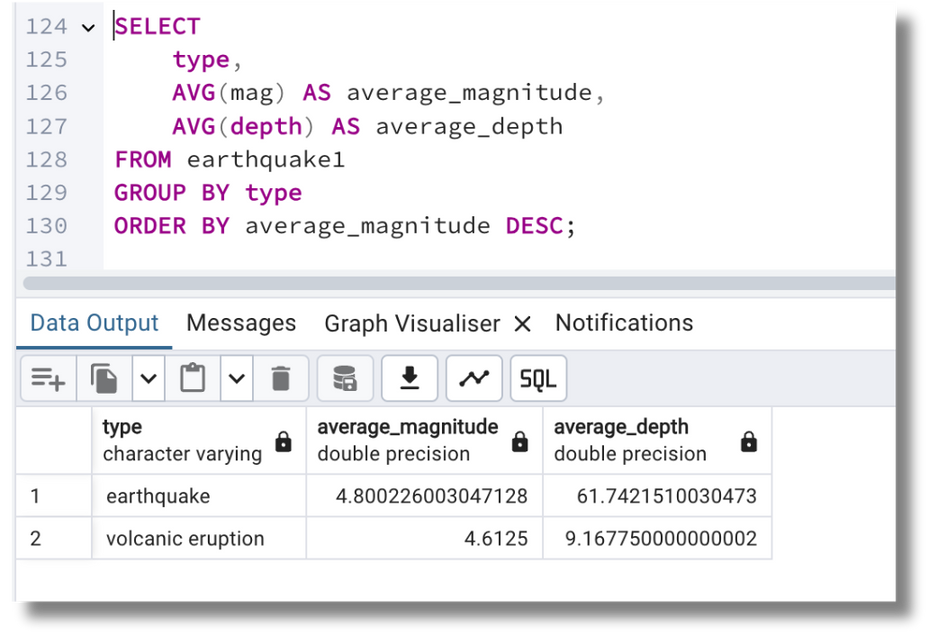 124 SELECT
125 type,
126 AVG(mag) AS average_magnitude,
127 AVG(depth) AS average_depth
128 FROM earthquake1
129 GROUP BY type
130 ORDER BY average_magnitude DESC;
131
Data Output Messages Graph Visualiser Notifications
SQL
type average_magnitude average_depth
character varying double precision double precision
1 earthquake 4.800226003047128 61.7421510030473
2 volcanic eruption 4.6125 9.167750000000002